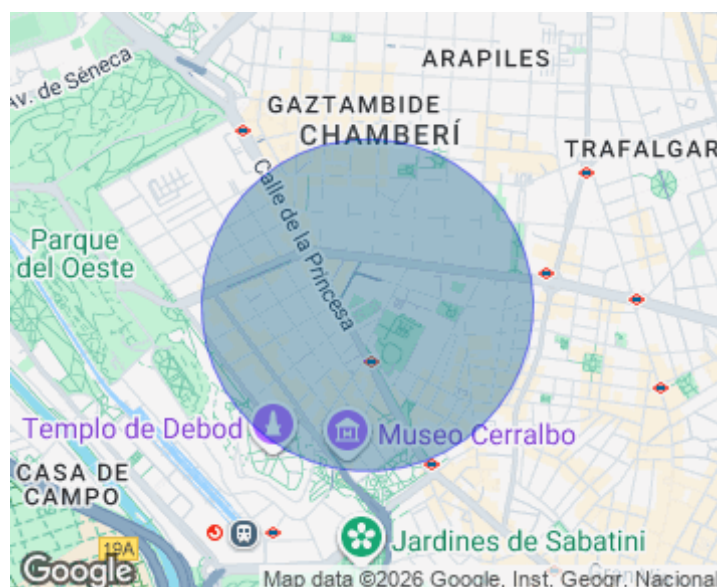 ARAPILES
Av. de Séneca
GAZTAMBIDE
CHAMBERÍ
TRAFALGAR
Calle de la Princesa
Parque
del Oeste
Templo de Debod
Museo Cerralbo
CASA DE
CAMPO
19A
Jardines de Sabatini
Google
Map data ©2026 Google, Inst. Geogr. Nacional